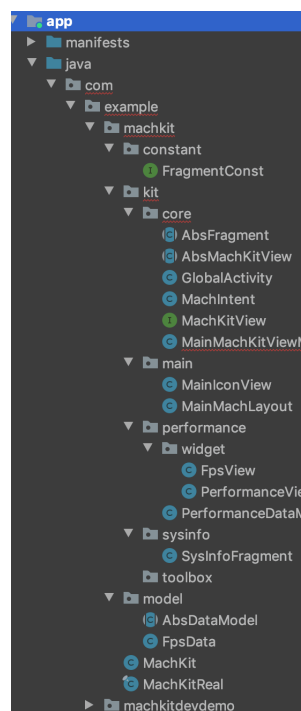 app
manifests
java
com
example
machkit
constant
FragmentConst
kit
core
AbsFragment
AbsMachKitView
GlobalActivity
MachIntent
MachKitView
MainMachKitViewM
main
MainIconView
MainMachLayout
performance
widget
FpsView
PerformanceVie
PerformanceDataM
sysinfo
SysInfoFragment
toolbox
model
AbsDataModel
FpsData
MachKit
MachKitReal
machkitdevdemo